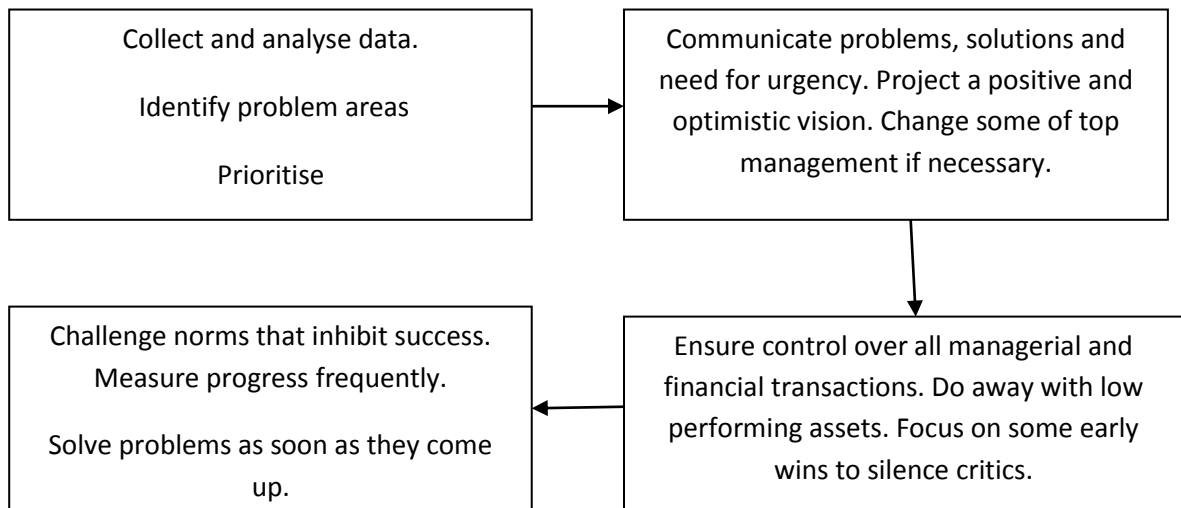 Collect and analyse data.
Identify problem areas
Prioritise
Communicate problems, solutions and
need for urgency. Project a positive and
optimistic vision. Change some of top
management if necessary.
Ensure control over all managerial and
financial transactions. Do away with low
performing assets. Focus on some early
wins to silence critics.
Challenge norms that inhibit success.
Measure progress frequently.
Solve problems as soon as they come
up.